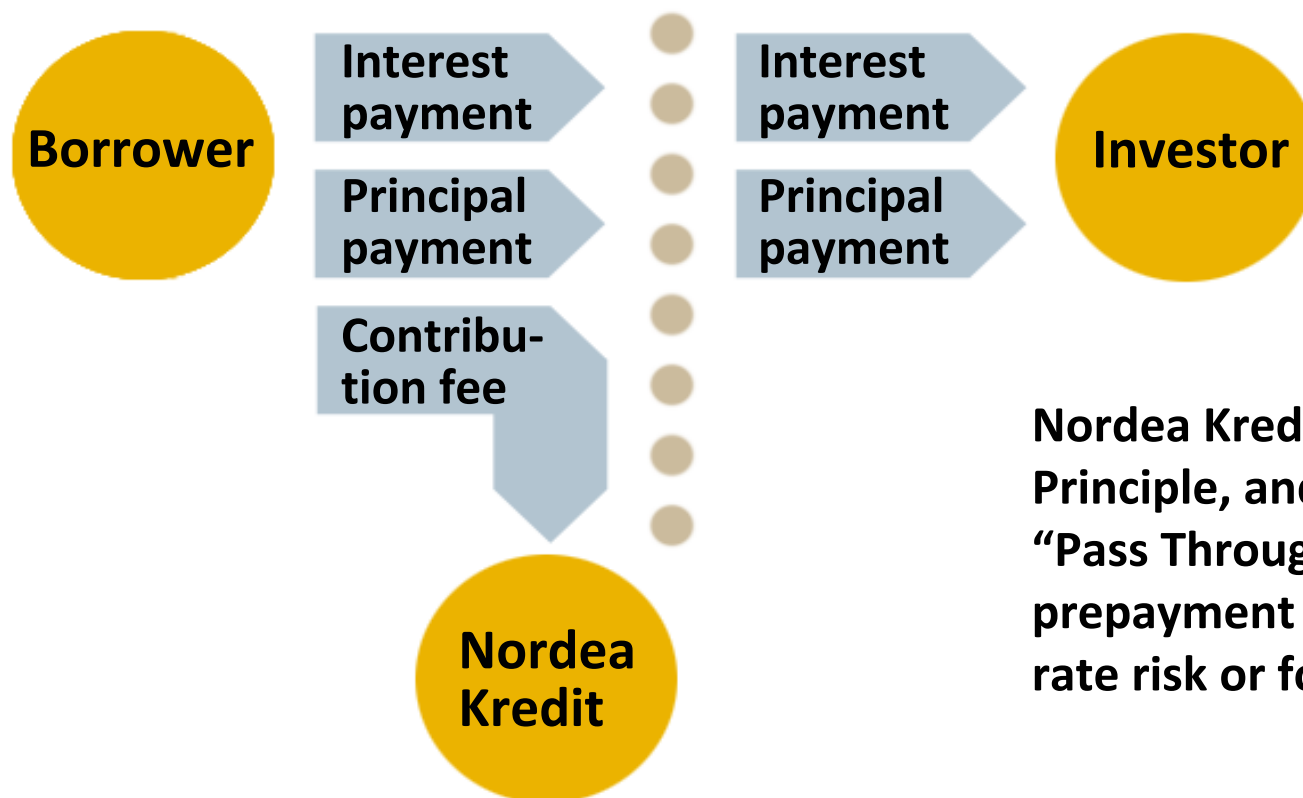 Borrower
Interest
payment
Principal
payment
Contribu-
tion fee
Interest
payment
Principal
payment
Investor
Nordea
Kredit
Nordea Kred
Principle, and
“Pass Throug
prepayment
rate risk or fo